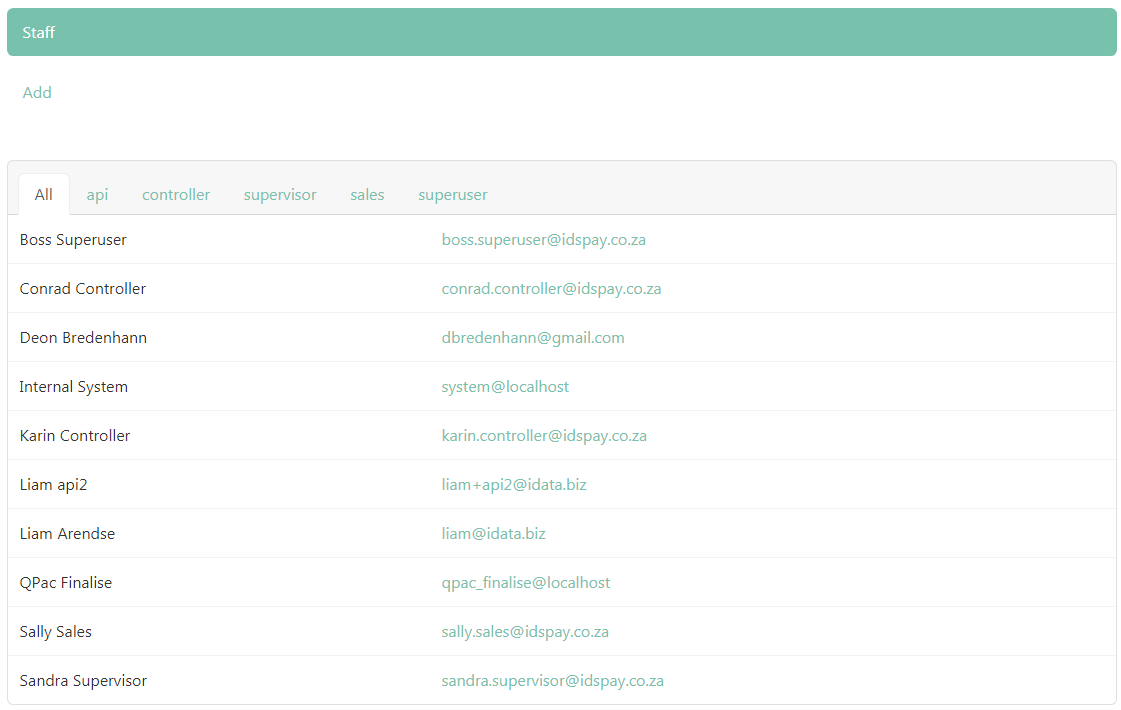 Staff
Add
All api controller supervisor sales superuser
Boss Superuser boss.superuser@idspay.co.za
Conrad Controller conrad.controller@idspay.co.za
Deon Bredenhann dbredenhann@gmail.com
Internal System system@localhost
Karin Controller karin.controller@idspay.co.za
Liam api2 liam+api2@idata.biz
Liam Arendse liam@idata.biz
QPac Finalise qpac_finalise@localhost
Sally Sales sally.sales@idspay.co.za
Sandra Supervisor sandra.supervisor@idspay.co.za